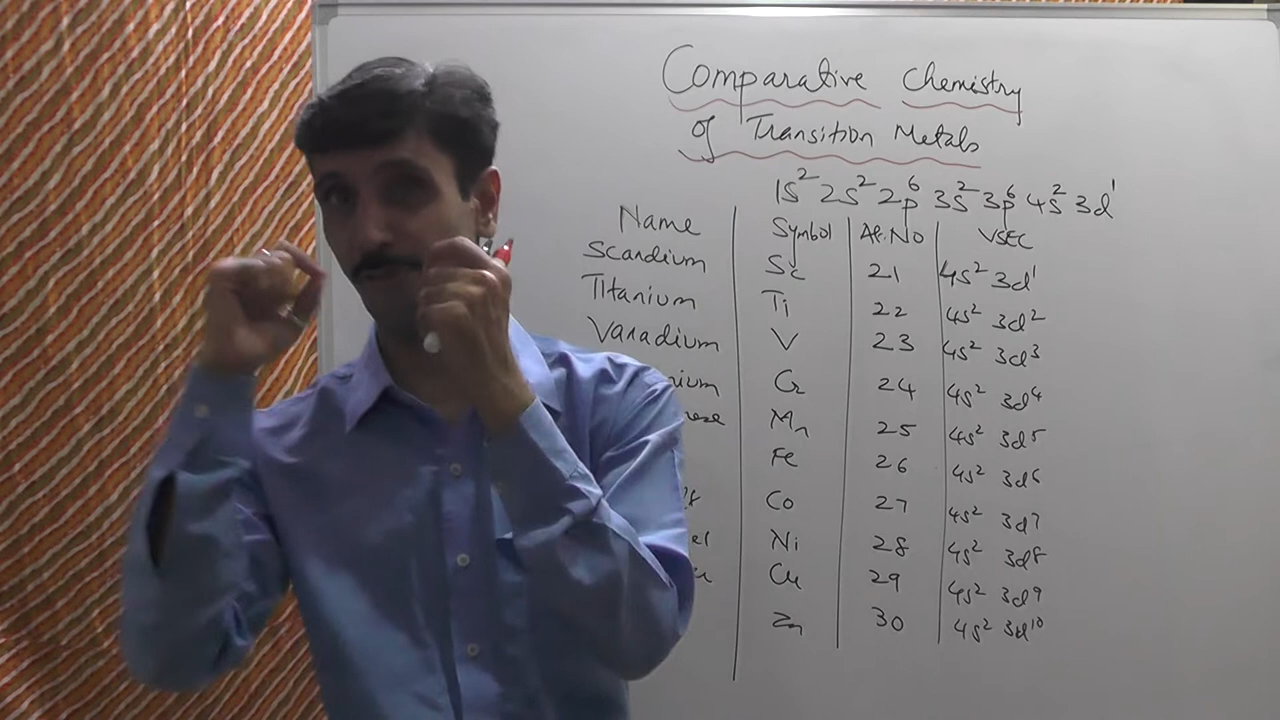 Comparative Chemistry
of Transition Metals
1s² 2s² 2p⁶ 3s² 3p⁶ 4s² 3d¹
Name Symbol At.No VSEC
Scandium Sc 21 4s² 3d¹
Titanium Ti 22 4s² 3d²
Vanadium V 23 4s² 3d³
nium Cr 24 4s² 3d⁴
Mn 25 4s² 3d⁵
Fe 26 4s² 3d⁶
Co 27 4s² 3d⁷
el Ni 28 4s² 3d⁸
Cu 29 4s² 3d⁹
Zn 30 4s² 3d¹⁰